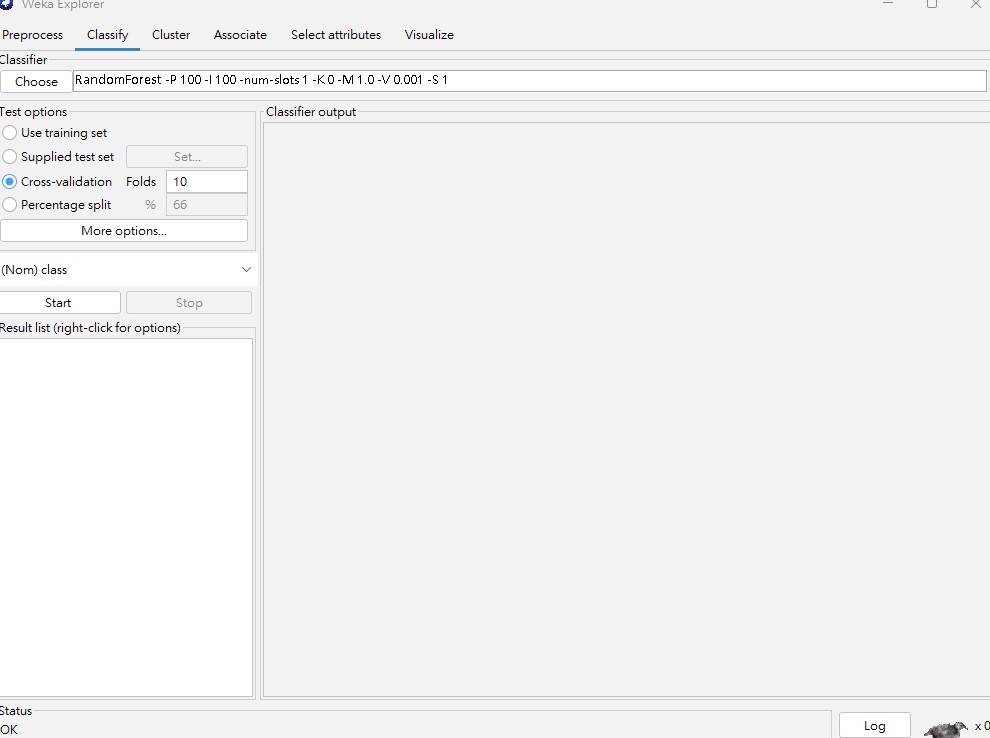 Weka Explorer
Preprocess Classify Cluster Associate Select attributes Visualize
Classifier
Choose RandomForest -P 100 -I 100 -num-slots 1 -K 0 -M 1.0 -V 0.001 -S 1
Test options
Use training set
Supplied test set Set...
Cross-validation Folds 10
Percentage split % 66
More options...
(Nom) class
Start Stop
Result list (right-click for options)
Classifier output
Status
OK
Log x 0